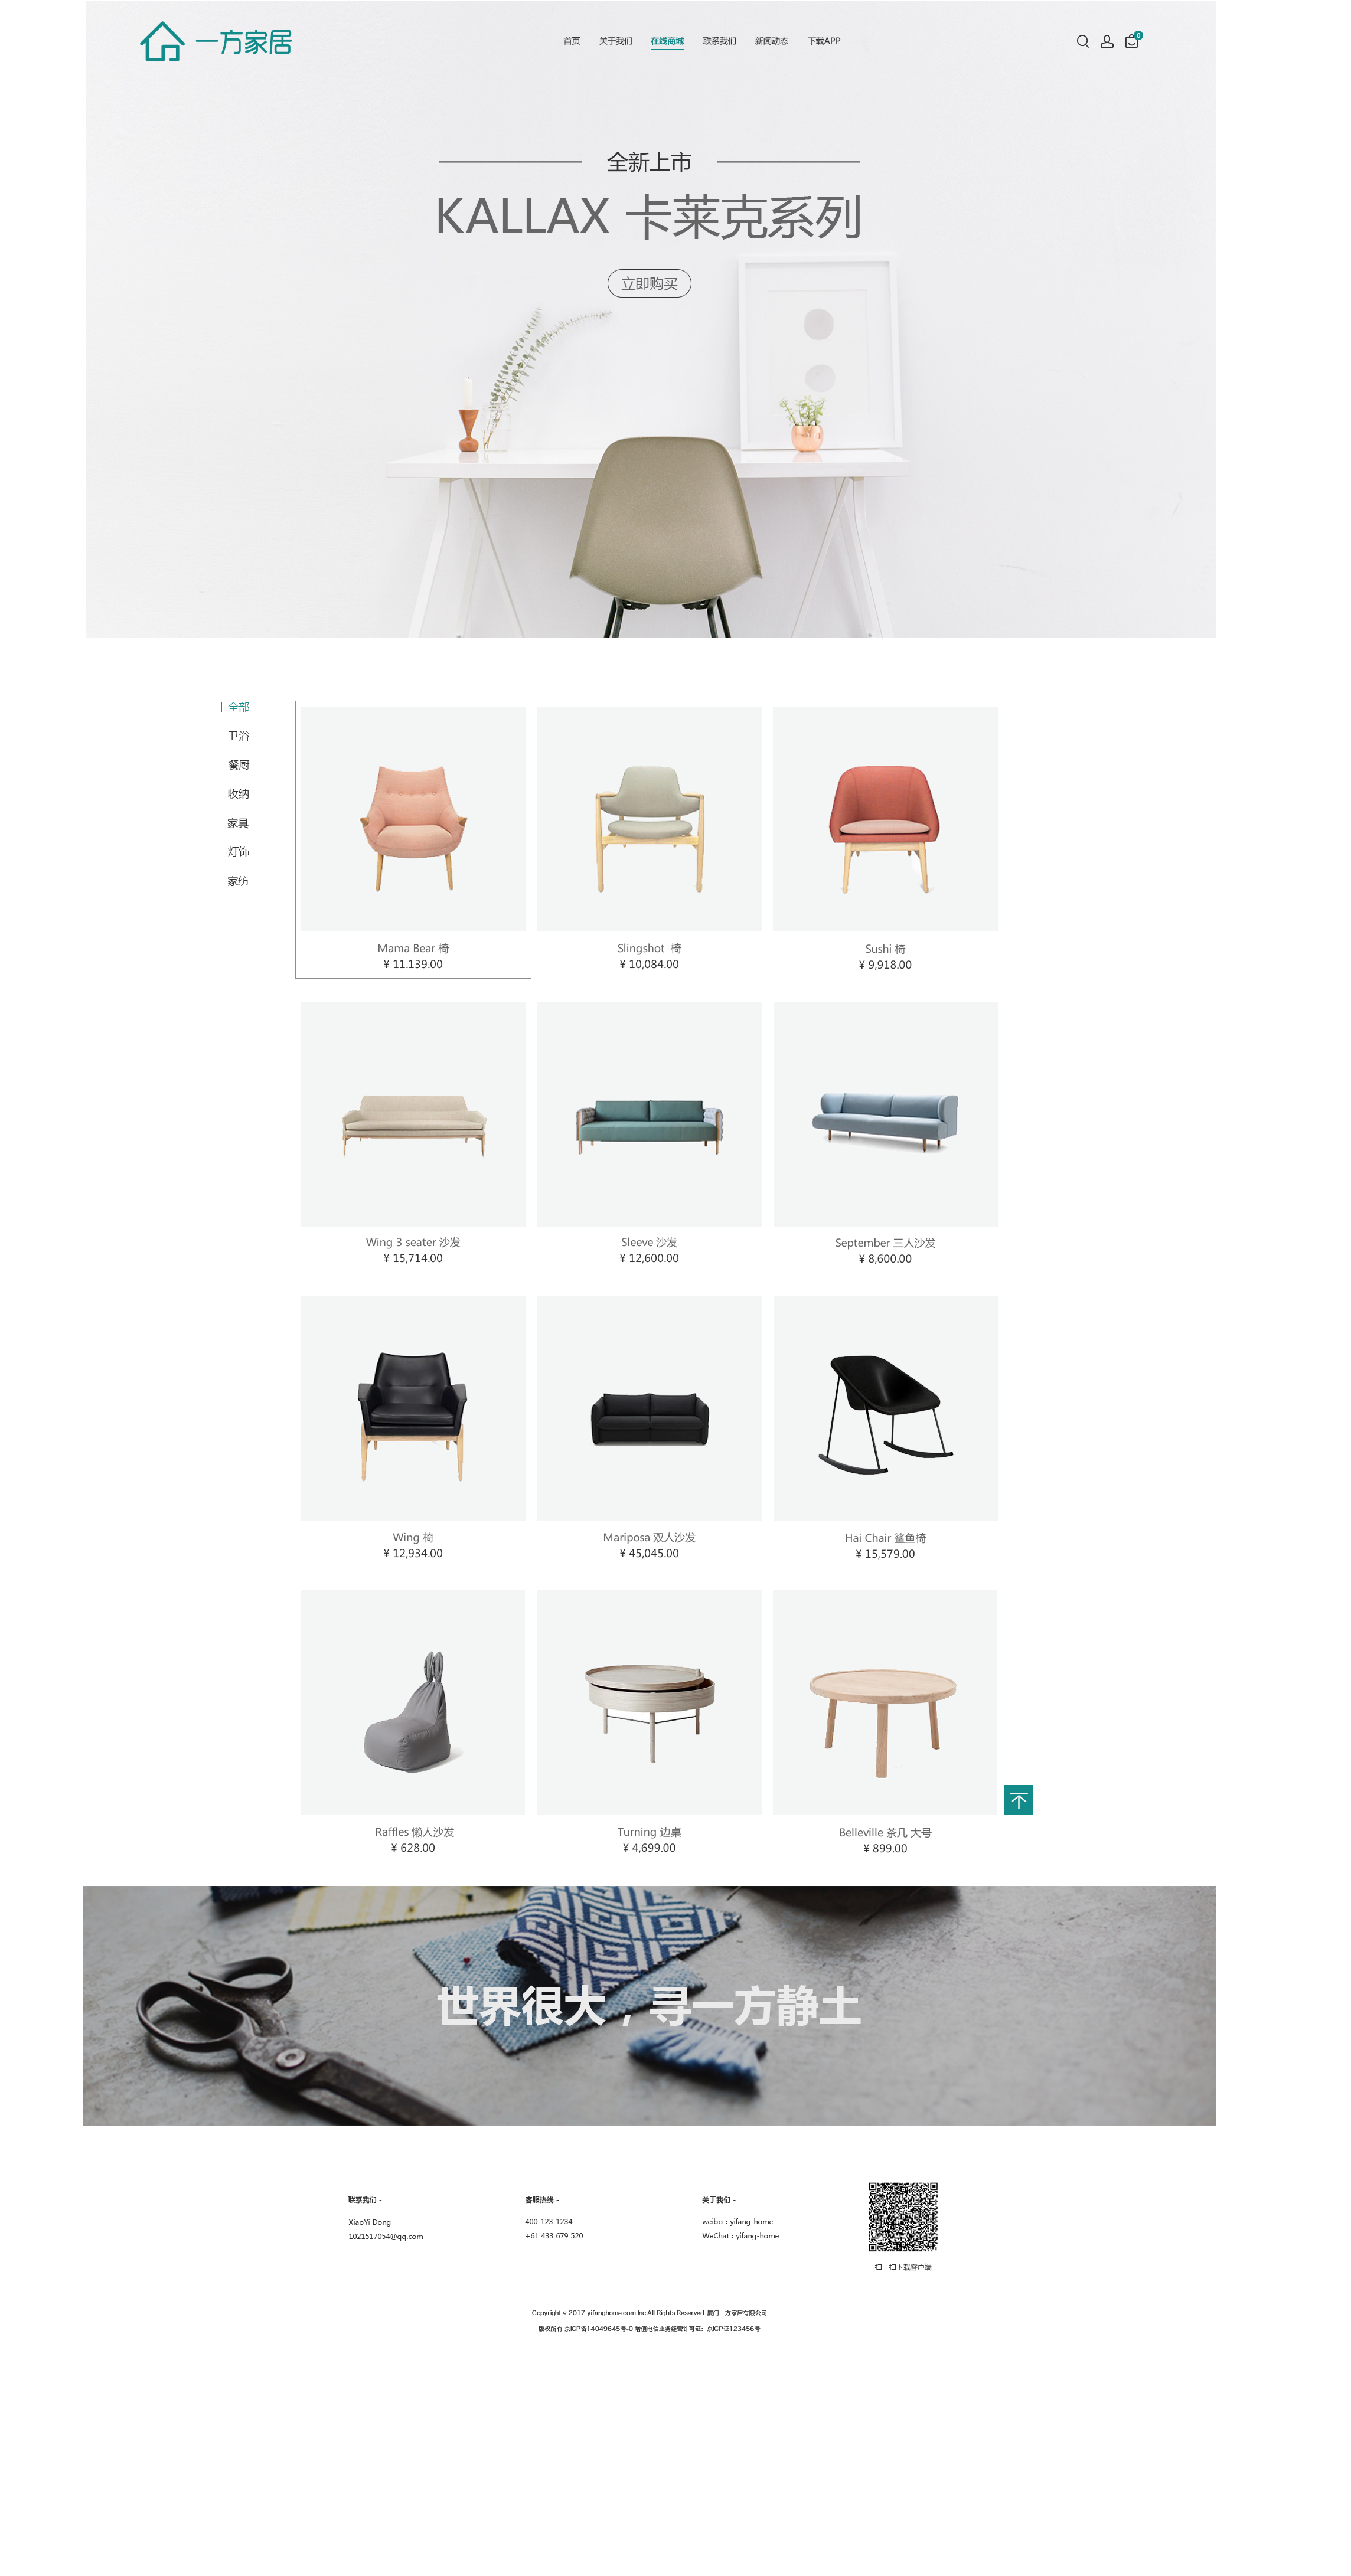 一方家居
首页 关于我们 在线商城 联系我们 新闻动态 下载APP
0
全新上市
KALLAX 卡莱克系列
立即购买
全部
卫浴
餐厨
收纳
家具
灯饰
家纺
Mama Bear 椅
¥ 11.139.00
Slingshot 椅
¥ 10,084.00
Sushi 椅
¥ 9,918.00
Wing 3 seater 沙发
¥ 15,714.00
Sleeve 沙发
¥ 12,600.00
September 三人沙发
¥ 8,600.00
Wing 椅
¥ 12,934.00
Mariposa 双人沙发
¥ 45,045.00
Hai Chair 鲨鱼椅
¥ 15,579.00
Raffles 懒人沙发
¥ 628.00
Turning 边桌
¥ 4,699.00
Belleville 茶几 大号
¥ 899.00
世界很大，寻一方静土
联系我们 -
XiaoYi Dong
1021517054@qq.com
客服热线 -
400-123-1234
+61 433 679 520
关于我们 -
weibo : yifang-home
WeChat : yifang-home
扫一扫下载客户端
Copyright © 2017 yifanghome.com Inc.All Rights Reserved. 厦门一方家居有限公司
版权所有 京ICP备14049645号-0 增值电信业务经营许可证：京ICP证123456号